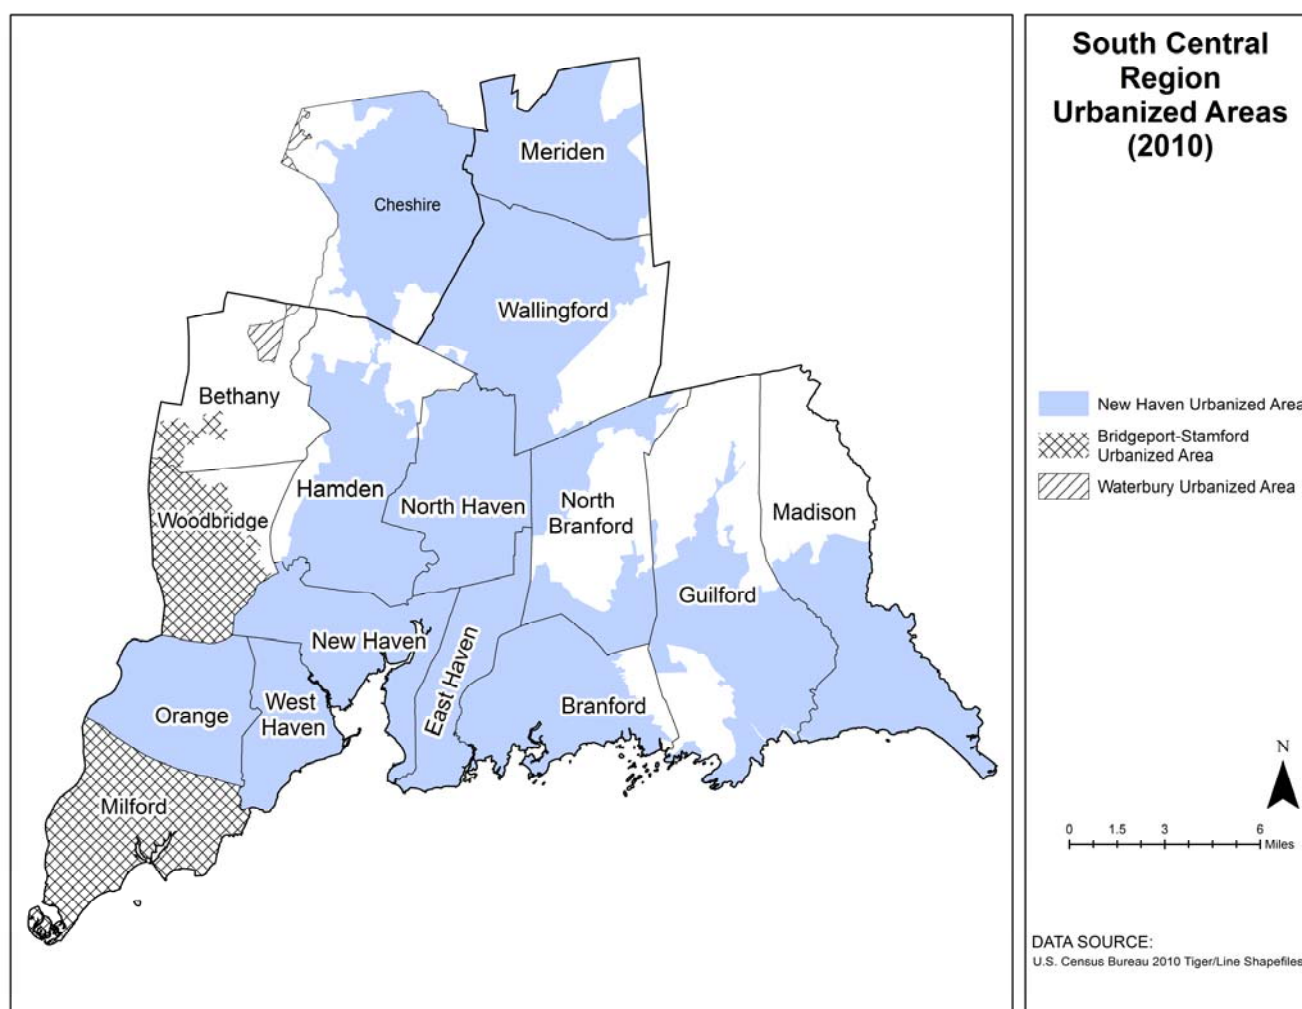 South Central
Region
Urbanized Areas
(2010)
Meriden
Cheshire
Wallingford
Bethany
Hamden
North Haven
North
Branford
Madison
Woodbridge
Guilford
New Haven
East Haven
West
Haven
Orange
Branford
Milford
New Haven Urbanized Area
Bridgeport-Stamford
Urbanized Area
Waterbury Urbanized Area
N
0 1.5 3 6
Miles
DATA SOURCE:
U.S. Census Bureau 2010 Tiger/Line Shapefiles